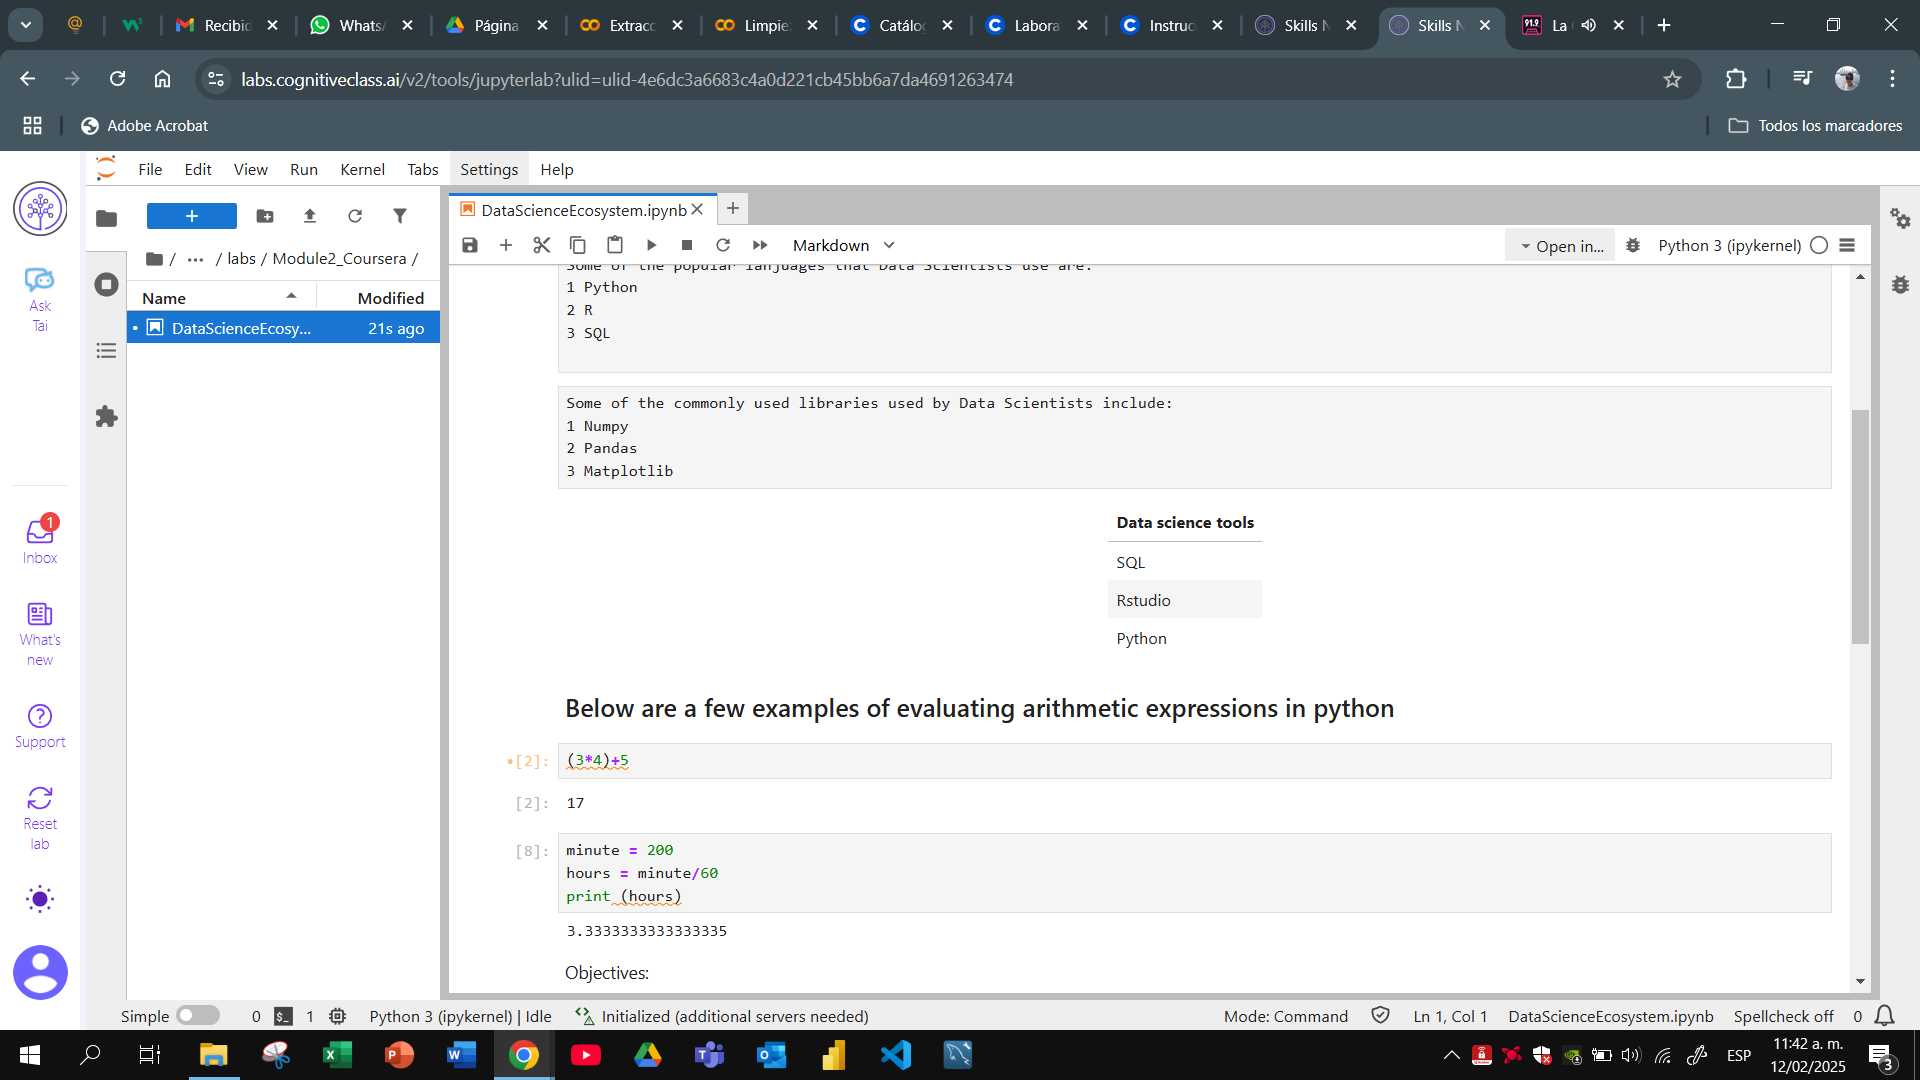 Recibid
Whats
Página
Extracc
Limpie
Catálog
Labora
Instruc
Skills N
Skills N
91.9
La
labs.cognitiveclass.ai/v2/tools/jupyterlab?ulid=ulid-4e6dc3a6683c4a0d221cb45bb6a7da4691263474
Adobe Acrobat
Todos los marcadores
File Edit View Run Kernel Tabs Settings Help
Ask
Tai
1
Inbox
What's
new
Support
Reset
lab
/ ... / labs / Module2_Coursera /
Name Modified
DataScienceEcosy... 21s ago
DataScienceEcosystem.ipynb
Markdown
Open in...
Python 3 (ipykernel)
Some of the popular lanjuages that Data Scientists use are:
1 Python
2 R
3 SQL
Some of the commonly used libraries used by Data Scientists include:
1 Numpy
2 Pandas
3 Matplotlib
Data science tools
SQL
Rstudio
Python
Below are a few examples of evaluating arithmetic expressions in python
•[2]: (3*4)+5
[2]: 17
[8]: minute = 200
hours = minute/60
print (hours)
3.3333333333333335
Objectives:
Simple 0 $_ 1 Python 3 (ipykernel) | Idle Initialized (additional servers needed) Mode: Command Ln 1, Col 1 DataScienceEcosystem.ipynb Spellcheck off 0
ESP
11:42 a. m.
12/02/2025
3